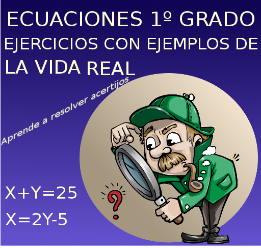 ECUACIONES 1º GRADO
EJERCICIOS CON EJEMPLOS DE
LA VIDA REAL
Aprende a resolver acertijos
?
X+Y=25
X=2Y-5